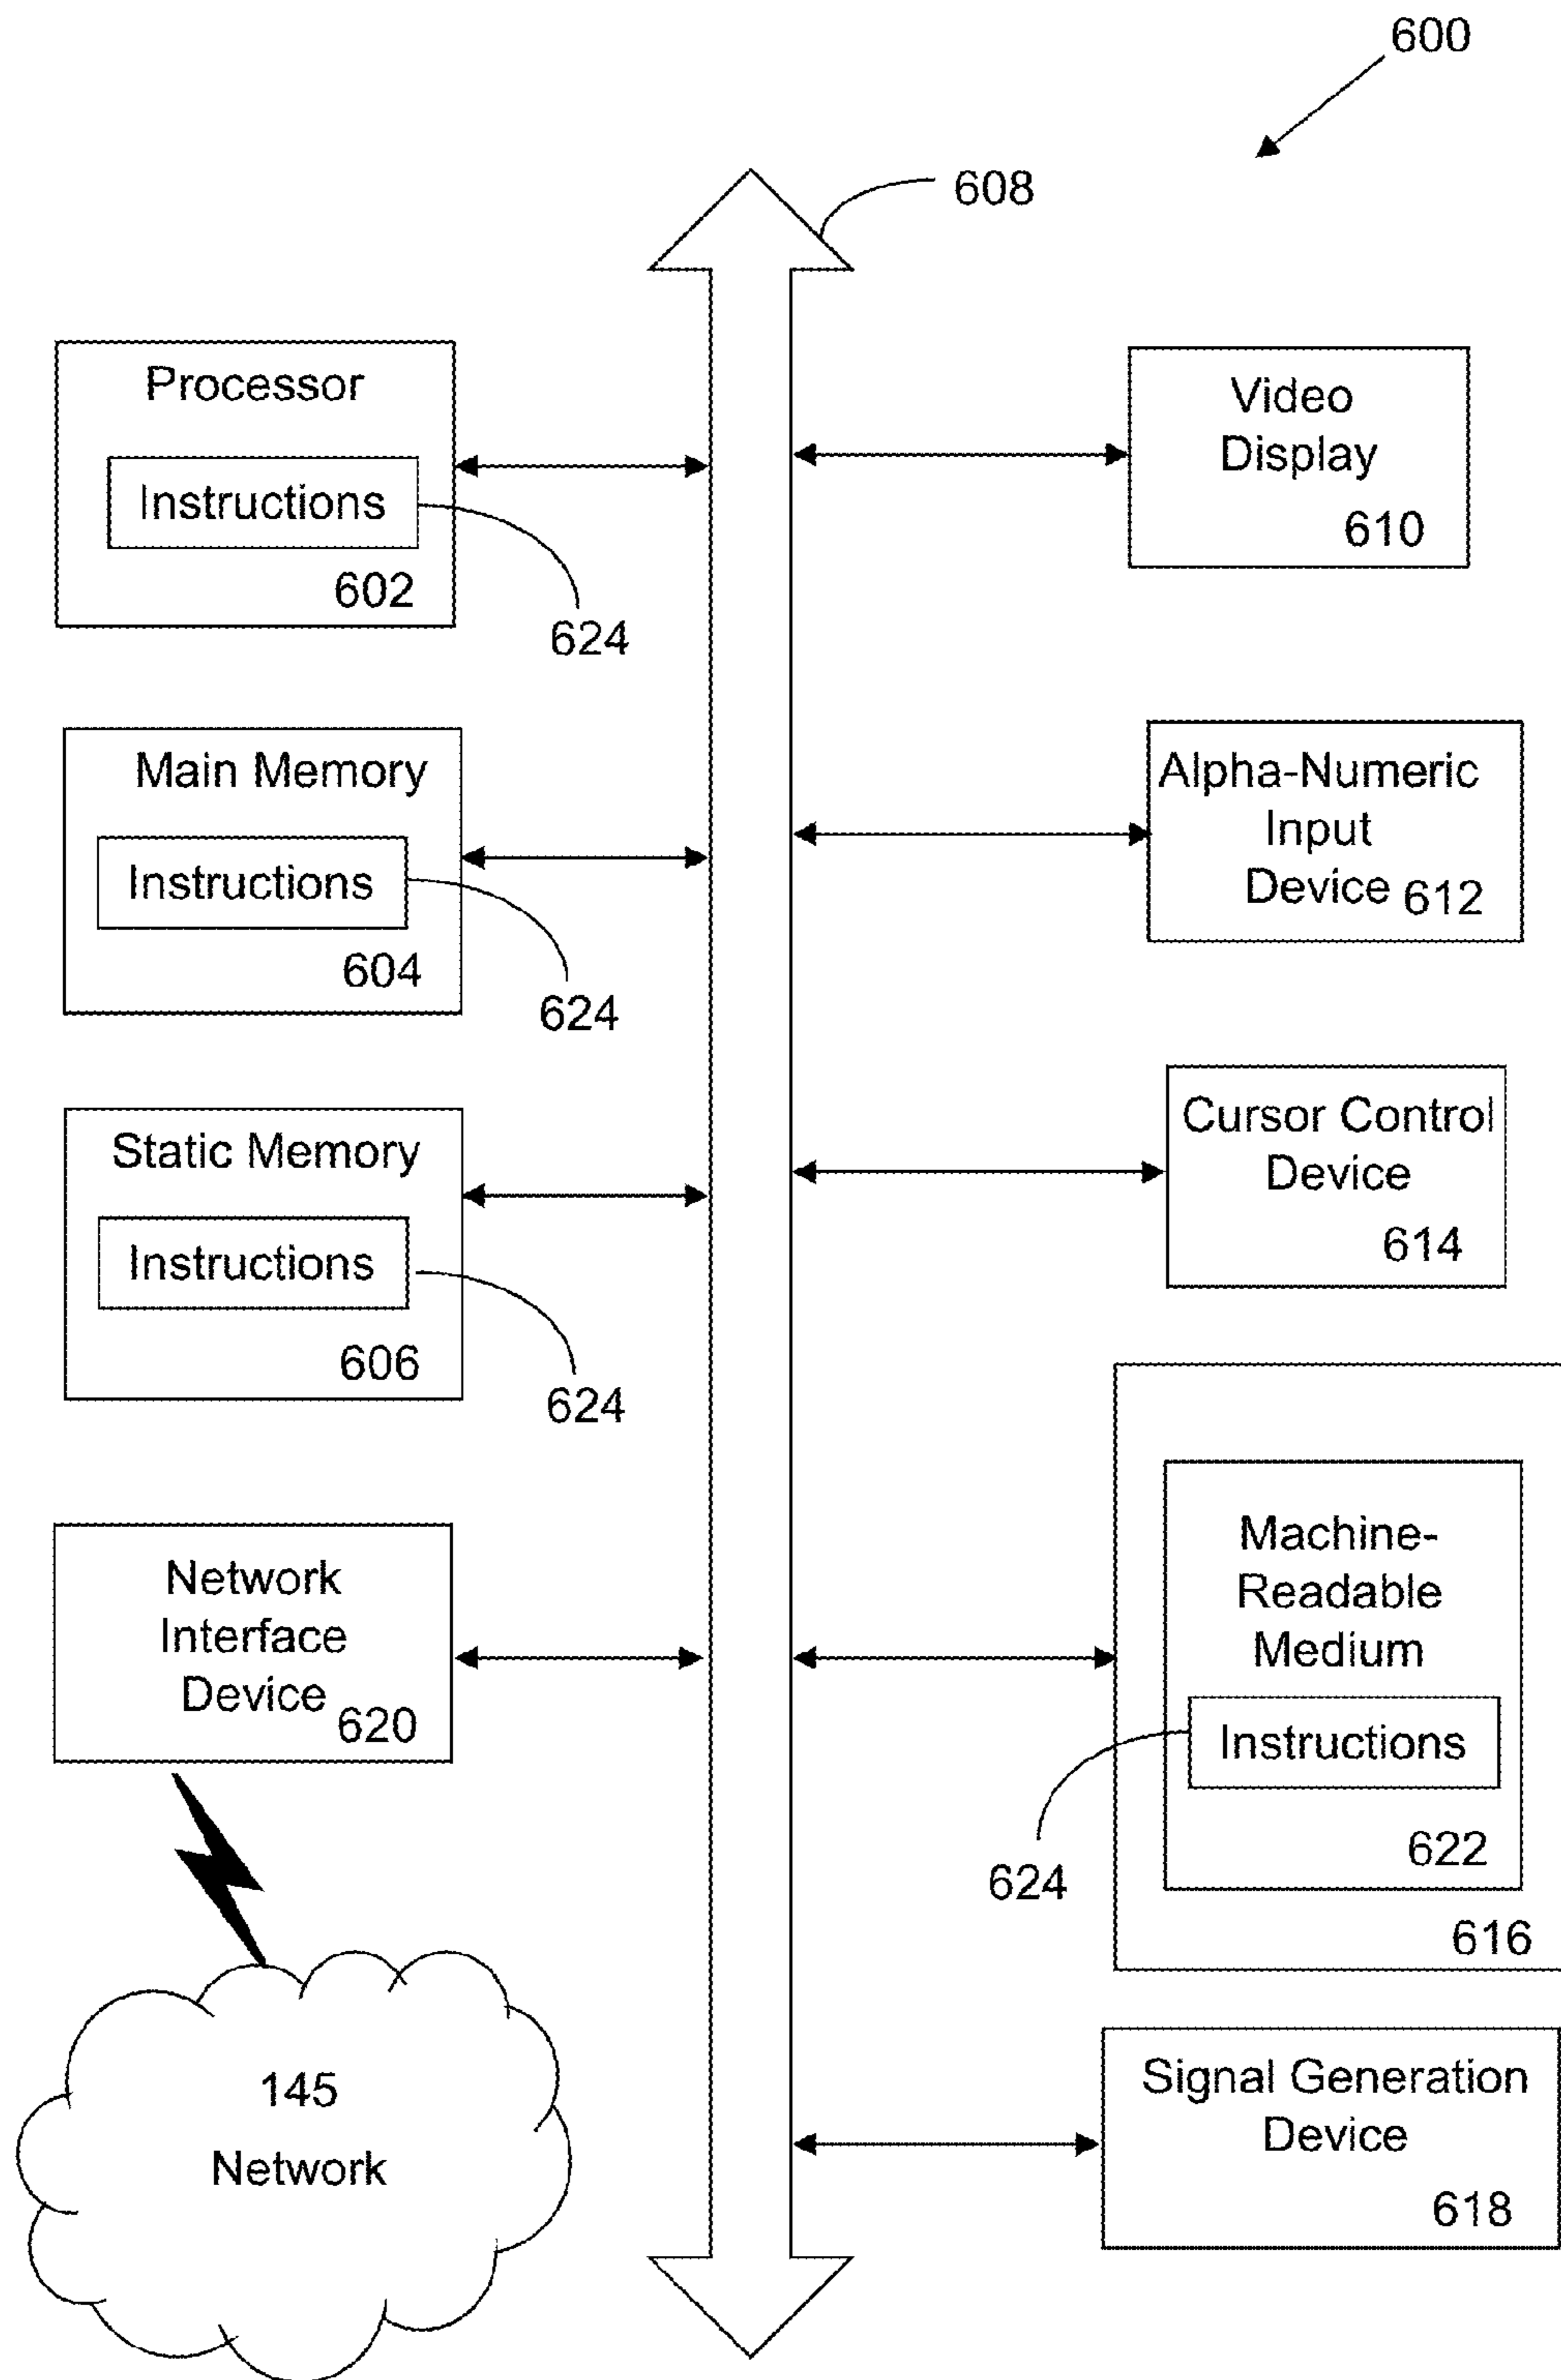 600
608
Processor
Instructions
602
624
Main Memory
Instructions
604
624
Static Memory
Instructions
606
624
Network
Interface
Device
620
145
Network
Video
Display
610
Alpha-Numeric
Input
Device
612
Cursor Control
Device
614
Machine-
Readable
Medium
Instructions
622
624
616
Signal Generation
Device
618